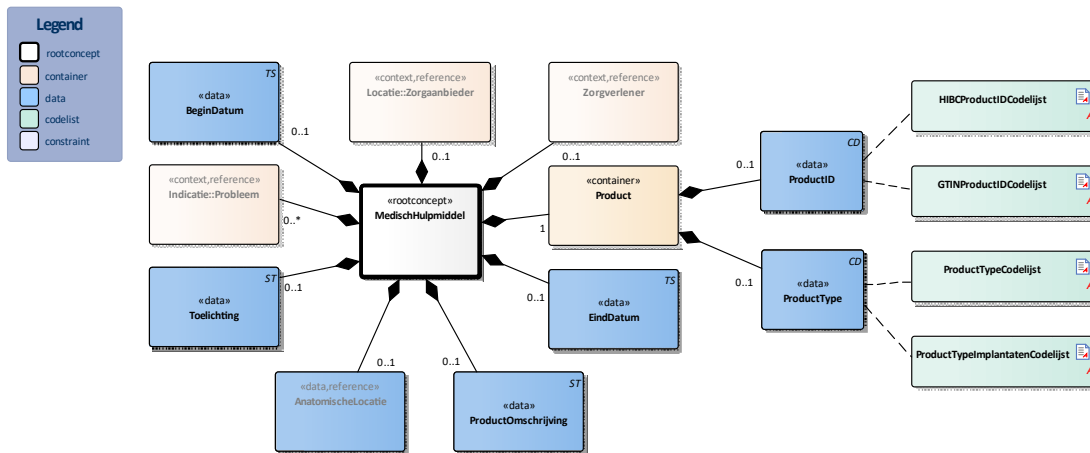 Legend
rootconcept
container
data
codelist
constraint
TS
«data»
BeginDatum
0..1
«context,reference»
Locatie::Zorgaanbieder
0..1
«context,reference»
Zorgverlener
0..1
«context,reference»
Indicatie::Probleem
0..*
«rootconcept»
MedischHulpmiddel
«container»
Product
1
ST
«data»
Toelichting
0..1
TS
«data»
EindDatum
0..1
«data,reference»
AnatomischeLocatie
0..1
ST
«data»
ProductOmschrijving
0..1
CD
«data»
ProductID
0..1
CD
«data»
ProductType
0..1
HIBCProductIDCodelijst
GTINProductIDCodelijst
ProductTypeCodelijst
ProductTypeImplantatenCodelijst